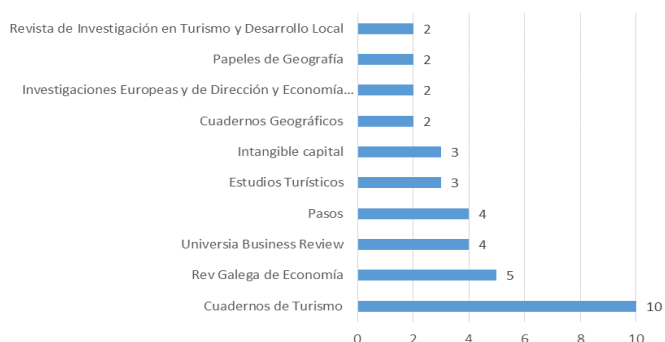 Revista de Investigación en Turismo y Desarrollo Local 2
Papeles de Geografía 2
Investigaciones Europeas y de Dirección y Economía... 2
Cuadernos Geográficos 2
Intangible capital 3
Estudios Turísticos 3
Pasos 4
Universia Business Review 4
Rev Galega de Economía 5
Cuadernos de Turismo 10
0 2 4 6 8 10